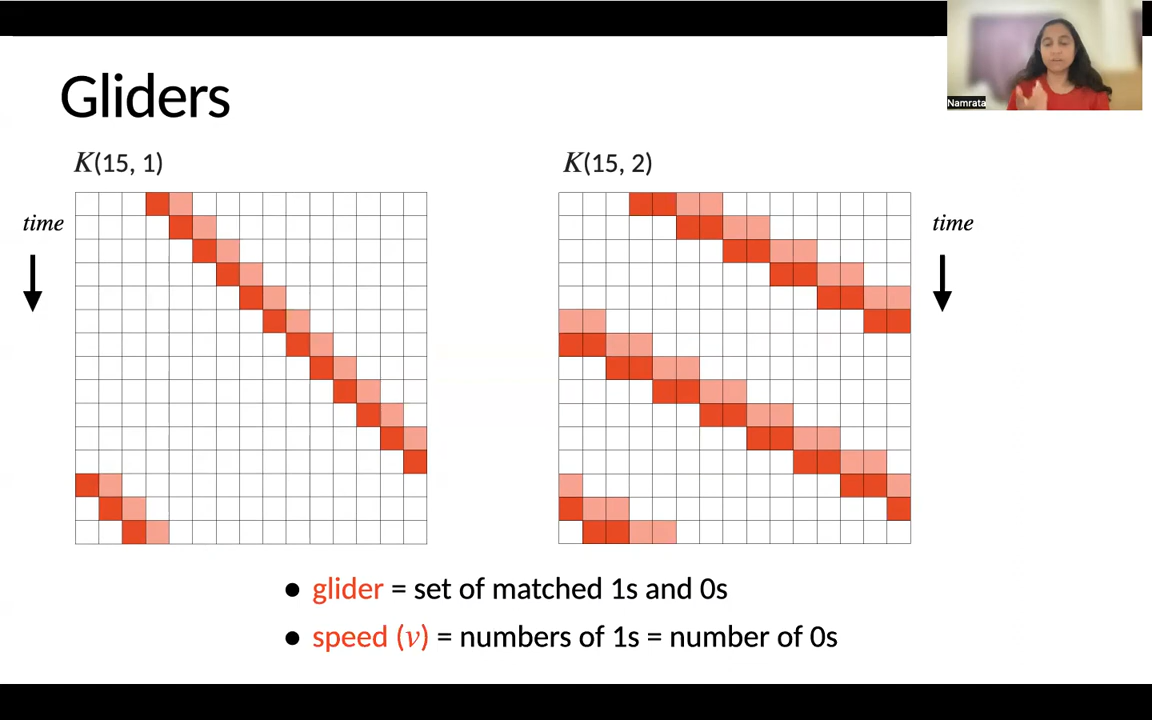 Gliders
Namrata
K(15, 1)
K(15, 2)
time
time
● glider = set of matched 1s and 0s
● speed (v) = numbers of 1s = number of 0s